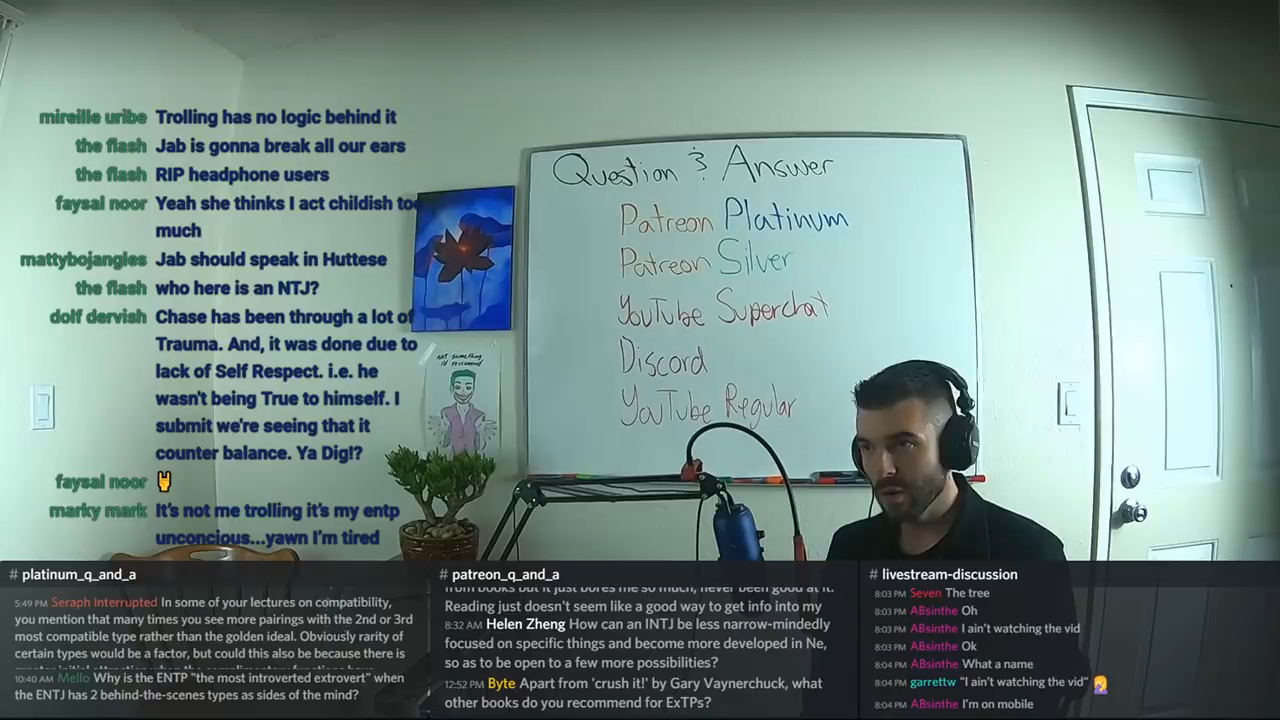 mireille uribe Trolling has no logic behind it
the flash Jab is gonna break all our ears
the flash RIP headphone users
faysal noor Yeah she thinks I act childish too
much
mattybojangles Jab should speak in Huttese
the flash who here is an NTJ?
dolf dervish Chase has been through a lot of
Trauma. And, it was done due to
lack of Self Respect. i.e. he
wasn't being True to himself. I
submit we're seeing that it
counter balance. Ya Dig!?
faysal noor 🤘
marky mark It's not me trolling it's my entp
unconcious...yawn I'm tired
Question & Answer
Patreon Platinum
Patreon Silver
YouTube Superchat
Discord
YouTube Regular
# platinum_q_and_a
5:49 PM Seraph Interrupted In some of your lectures on compatibility,
you mention that many times you see more pairings with the 2nd or 3rd
most compatible type rather than the golden ideal. Obviously rarity of
certain types would be a factor, but could this also be because there is
10:40 AM Mello Why is the ENTP "the most introverted extrovert" when
the ENTJ has 2 behind-the-scenes types as sides of the mind?
# patreon_q_and_a
from books but it just bores me so much, never been good at it.
Reading just doesn't seem like a good way to get info into my
8:32 AM Helen Zheng How can an INTJ be less narrow-mindedly
focused on specific things and become more developed in Ne,
so as to be open to a few more possibilities?
12:52 PM Byte Apart from 'crush it!' by Gary Vaynerchuck, what
other books do you recommend for ExTPs?
# livestream-discussion
8:03 PM Seven The tree
8:03 PM ABsinthe Oh
8:03 PM ABsinthe I ain't watching the vid
8:03 PM ABsinthe Ok
8:04 PM ABsinthe What a name
8:04 PM garrettw "I ain't watching the vid" 🤦‍♀️
8:04 PM ABsinthe I'm on mobile